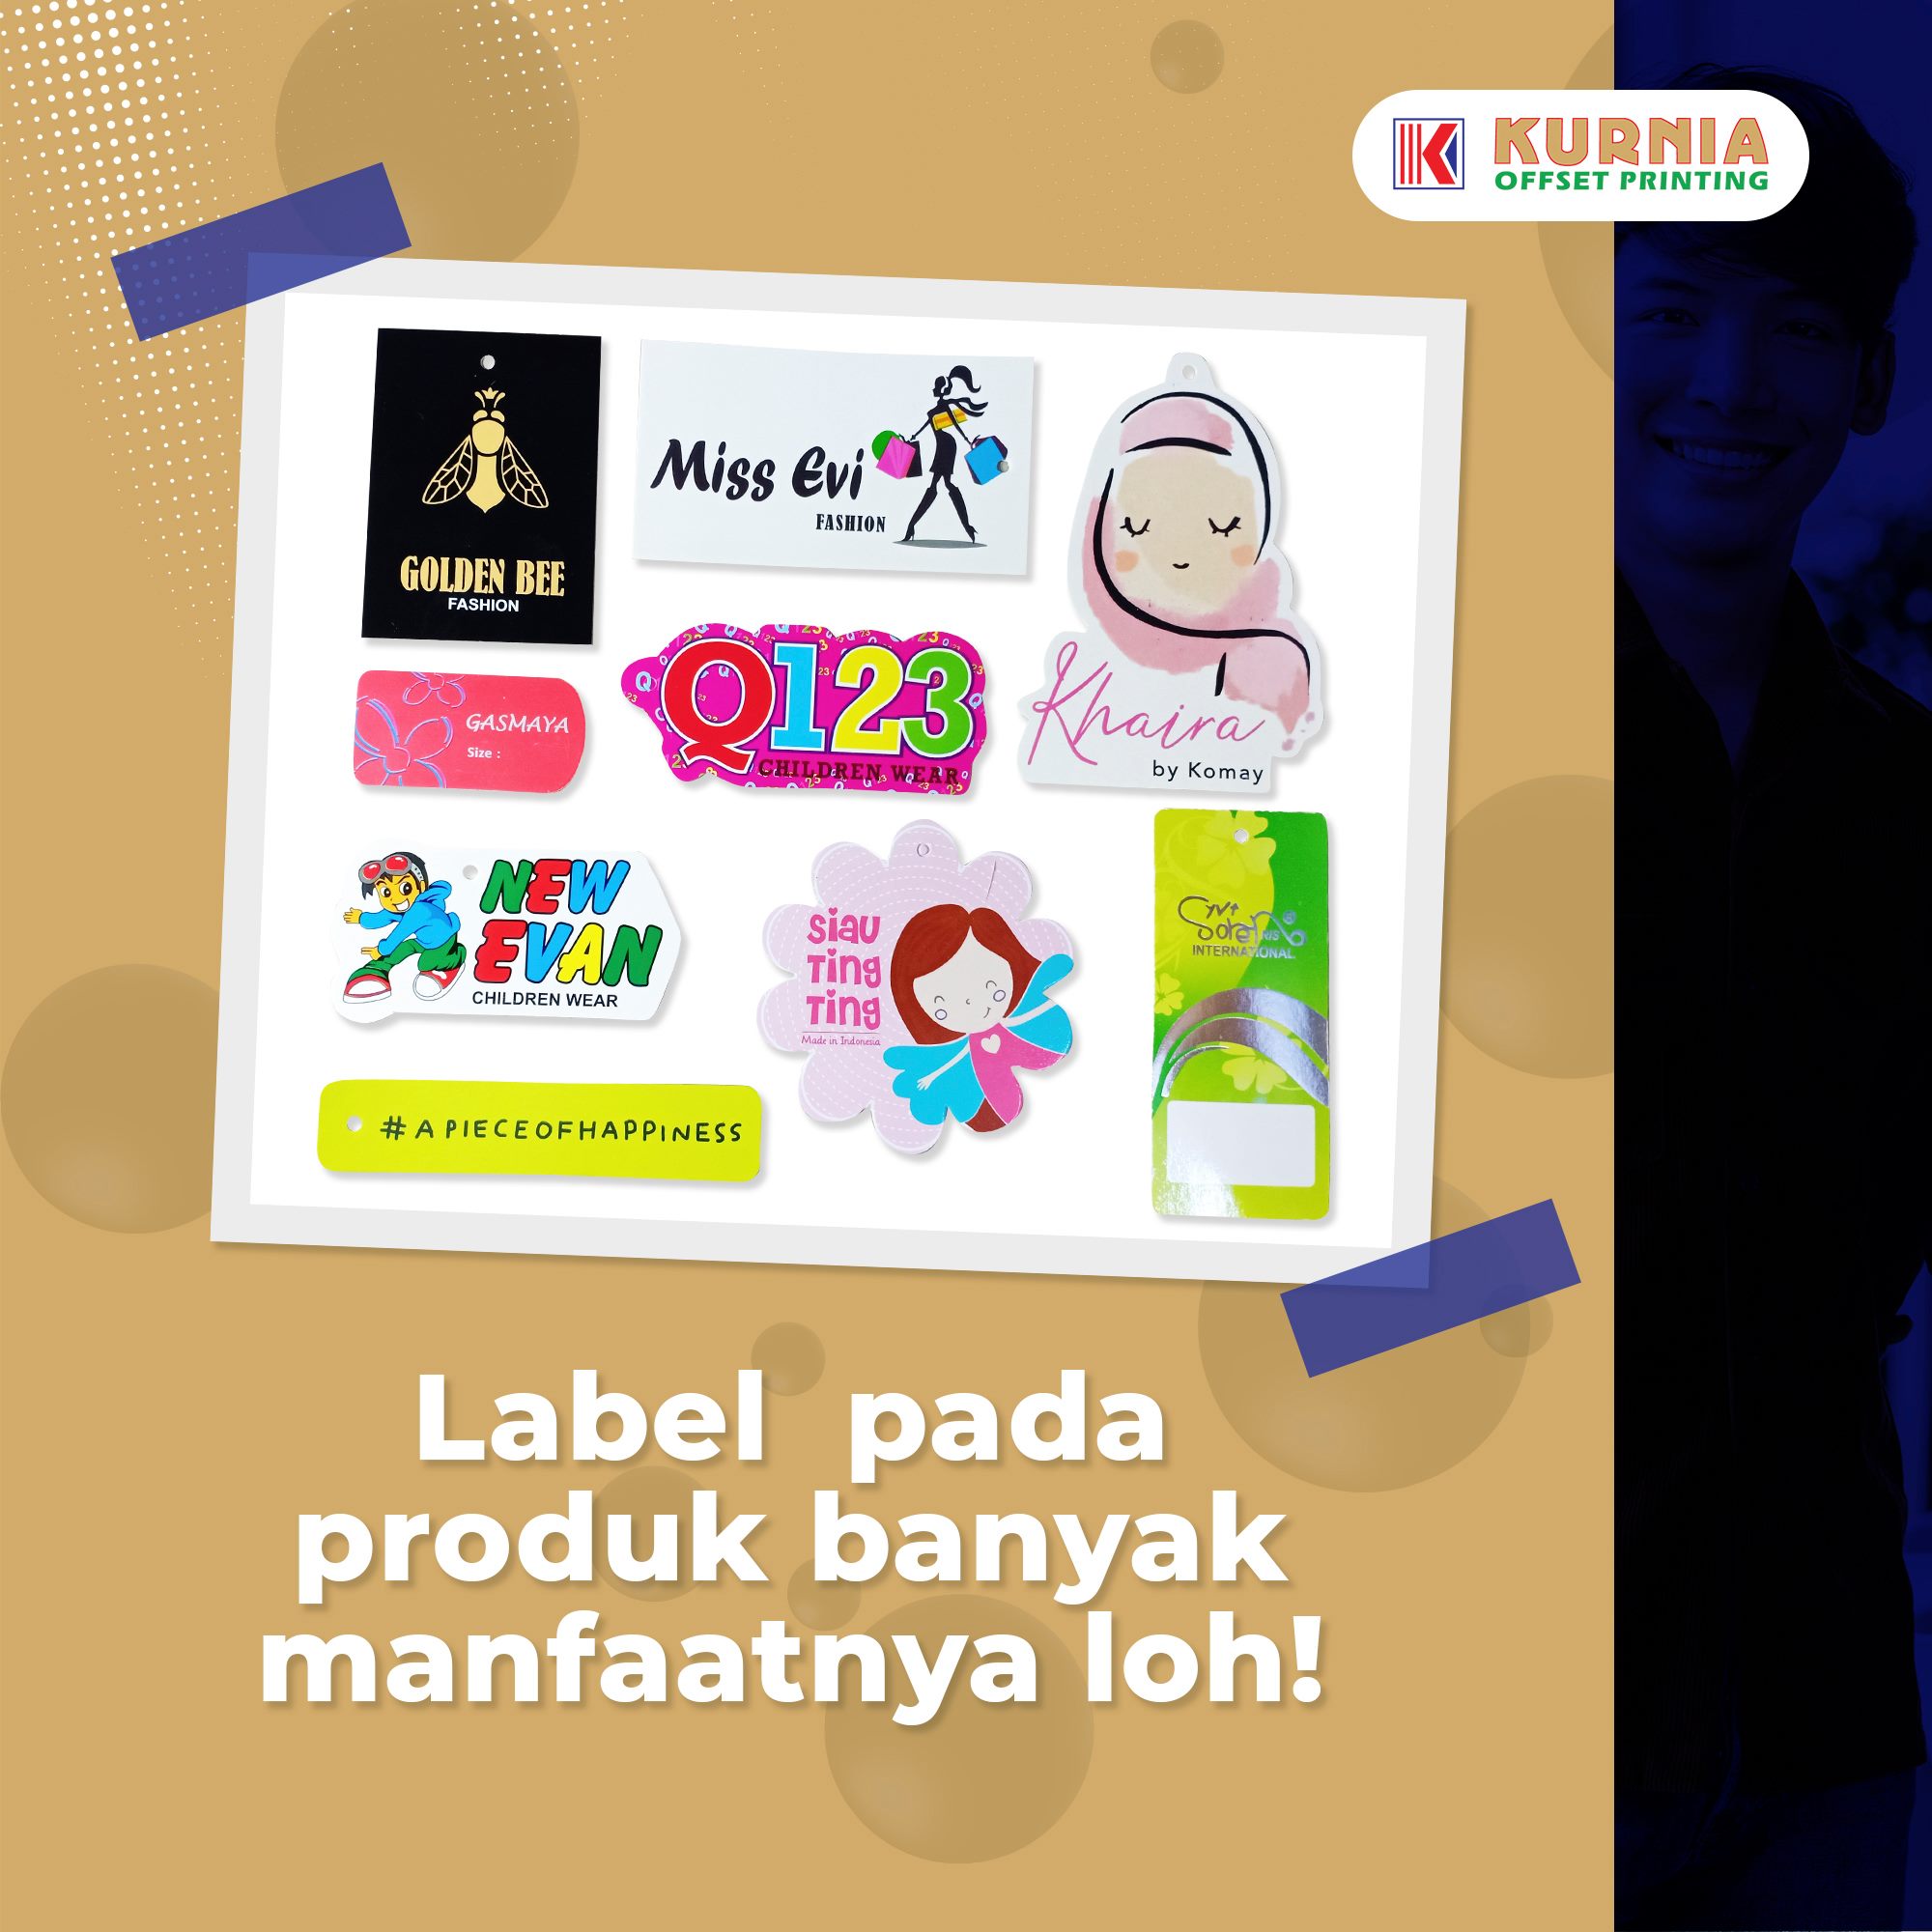 KURNIA
OFFSET PRINTING
GOLDEN BEE
FASHION
Miss Evi
FASHION
Khaira
by Komay
GASMAYA
Size :
Q123
CHILDREN WEAR
NEW
EVAN
CHILDREN WEAR
Siau
Ting
Ting
Made in Indonesia
INTERNATIONAL
#APIECEOFHAPPINESS
Label pada
produk banyak
manfaatnya loh!